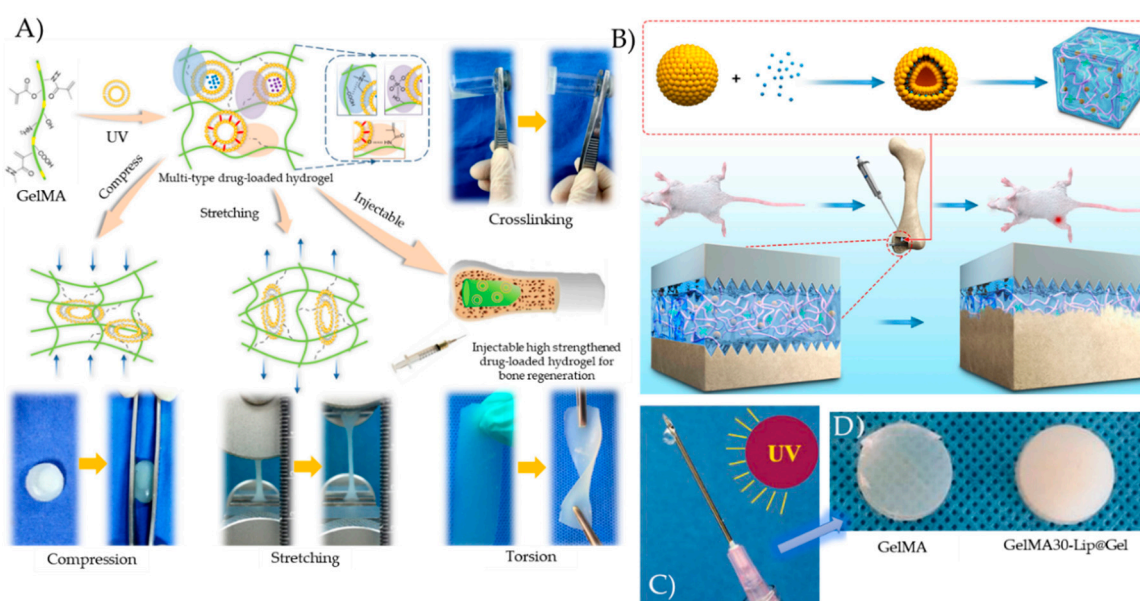 A)
GelMA
UV
Multi-type drug-loaded hydrogel
Compress
Stretching
Injectable
Crosslinking
Injectable high strengthened
drug-loaded hydrogel for
bone regeneration
Compression
Stretching
Torsion
B)
+
C)
UV
D)
GelMA
GelMA30-Lip@Gel